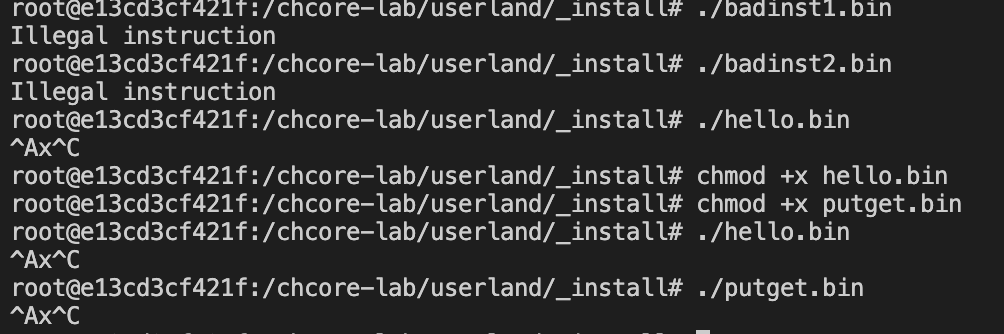 root@e13cd3cf421f:/chcore-lab/userland/_install# ./badinst1.bin
Illegal instruction
root@e13cd3cf421f:/chcore-lab/userland/_install# ./badinst2.bin
Illegal instruction
root@e13cd3cf421f:/chcore-lab/userland/_install# ./hello.bin
^Ax^C
root@e13cd3cf421f:/chcore-lab/userland/_install# chmod +x hello.bin
root@e13cd3cf421f:/chcore-lab/userland/_install# chmod +x putget.bin
root@e13cd3cf421f:/chcore-lab/userland/_install# ./hello.bin
^Ax^C
root@e13cd3cf421f:/chcore-lab/userland/_install# ./putget.bin
^Ax^C